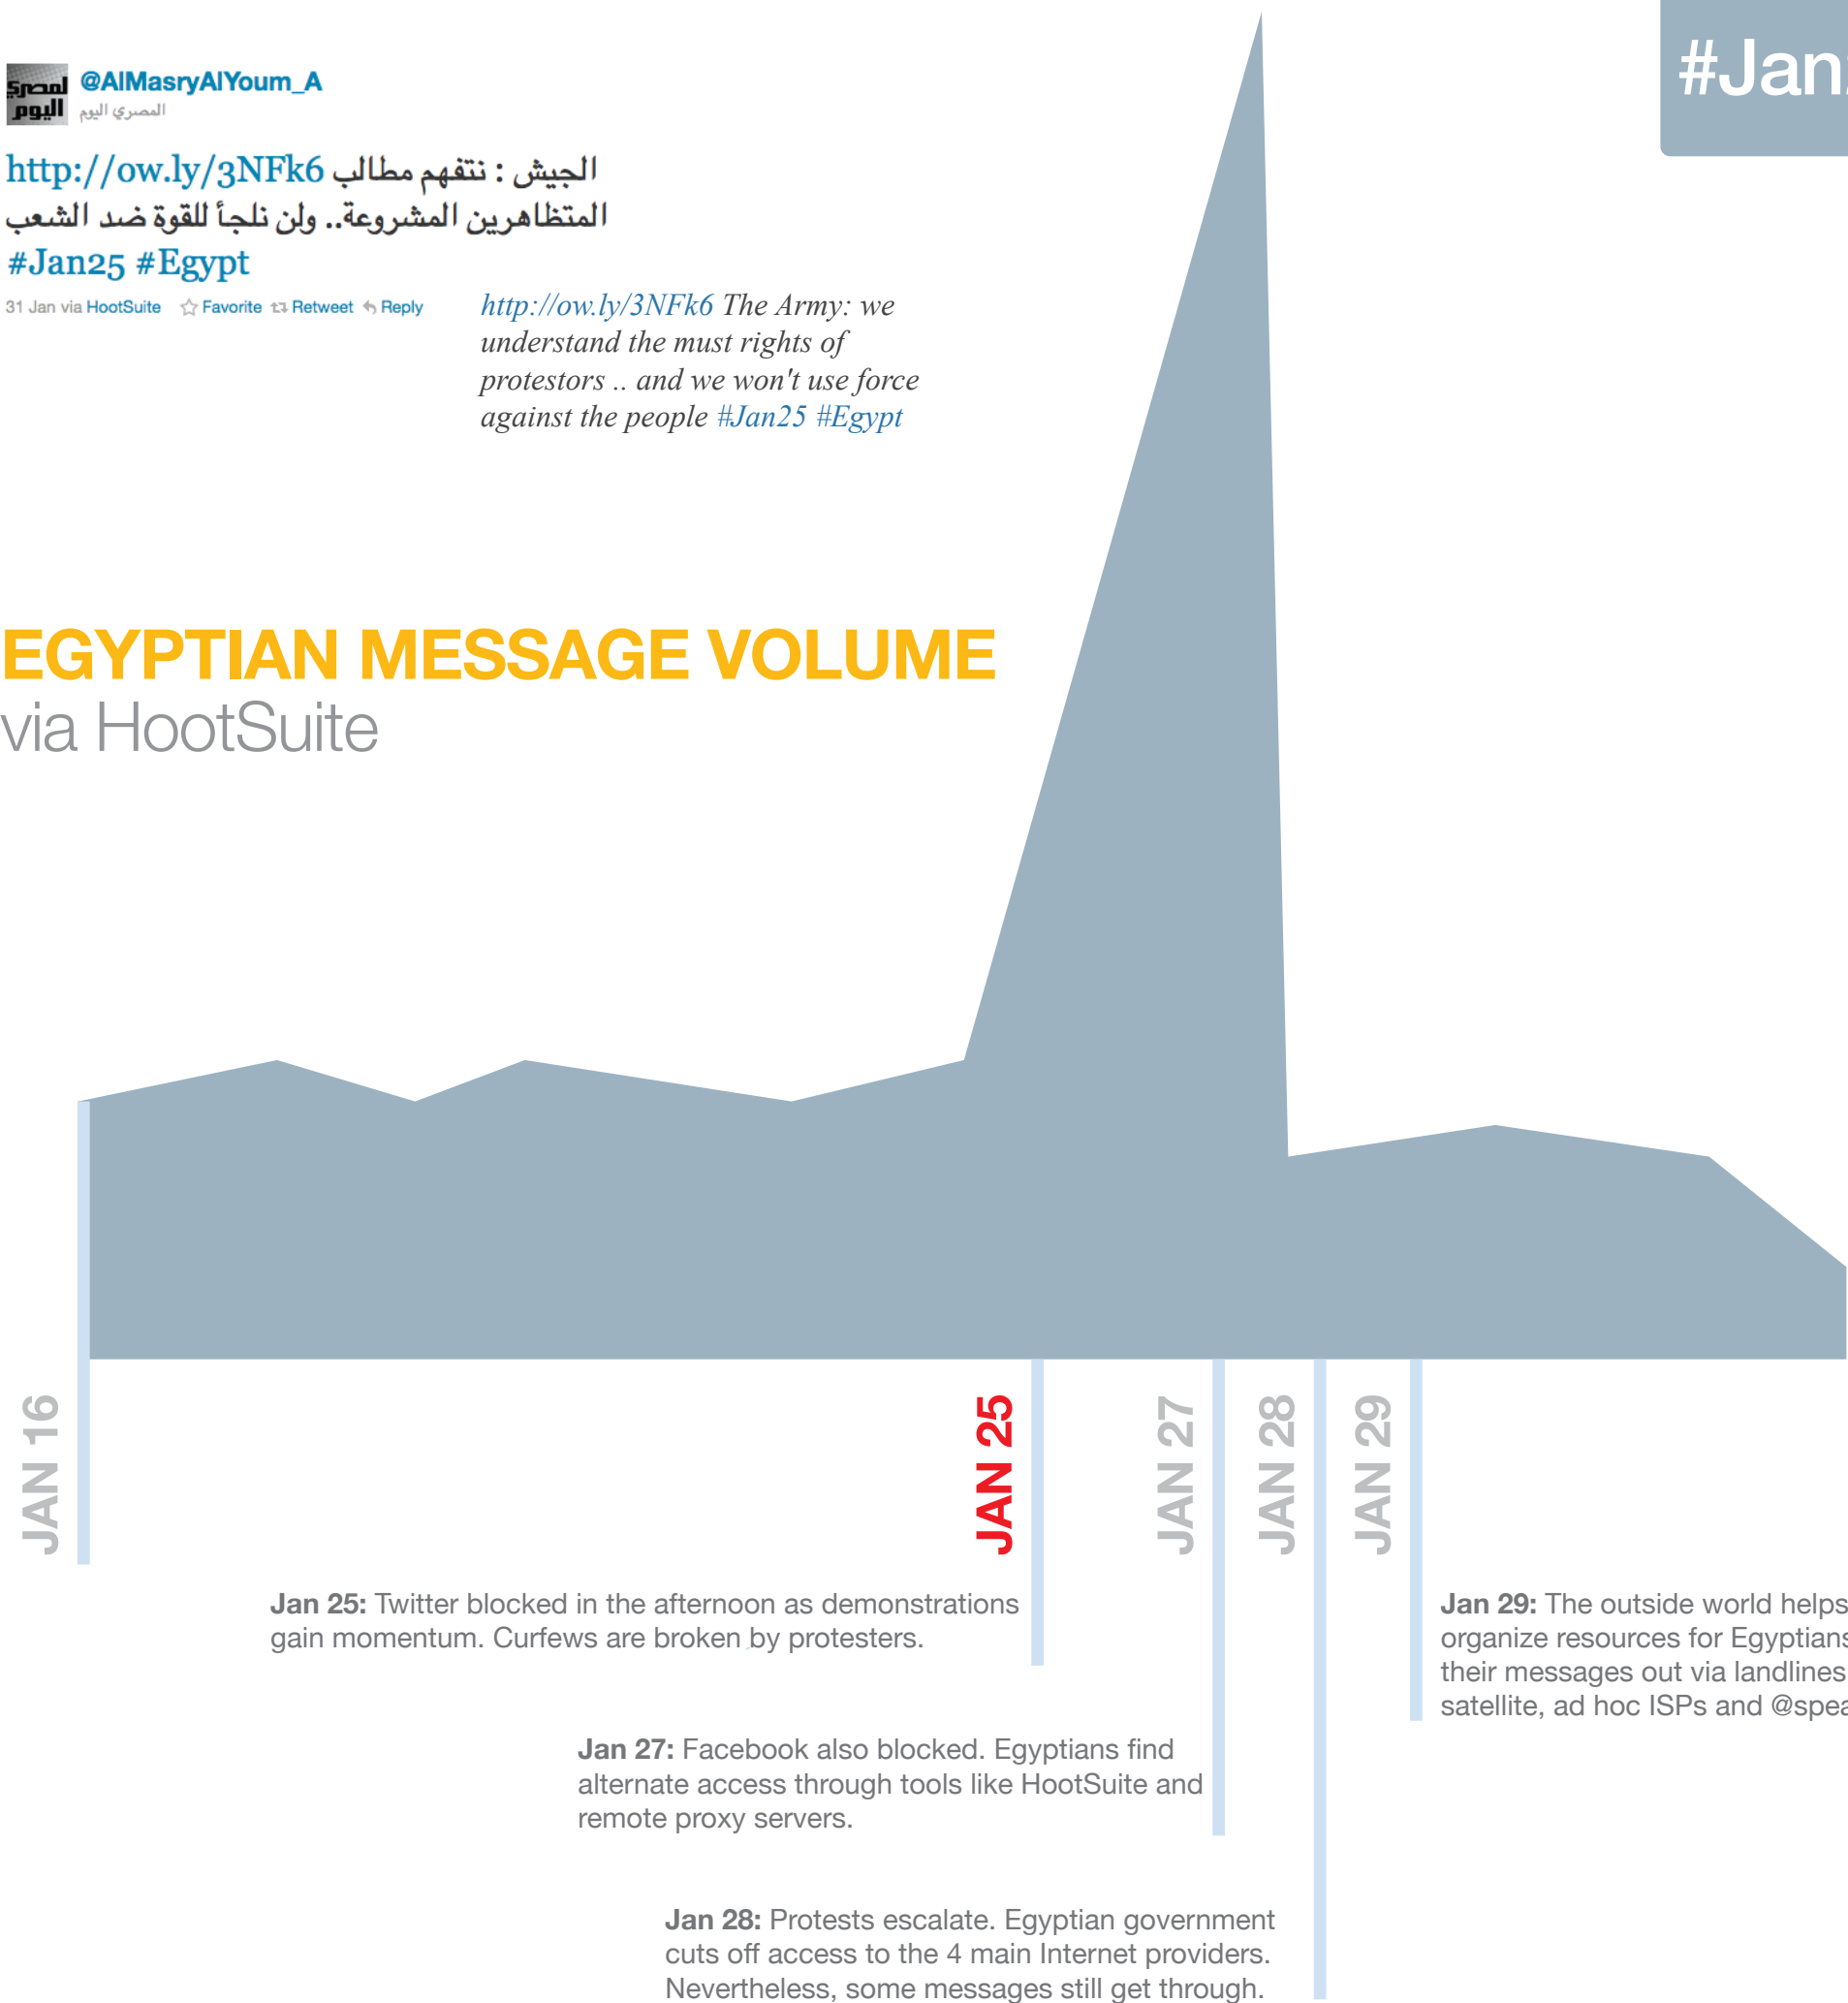 @AlMasryAlYoum_A
المصري اليوم
http://ow.ly/3NFk6 الجيش : نتفهم مطالب
المتظاهرين المشروعة.. ولن نلجأ للقوة ضد الشعب
#Jan25 #Egypt
31 Jan via HootSuite Favorite Retweet Reply
http://ow.ly/3NFk6 The Army: we
understand the must rights of
protestors .. and we won't use force
against the people #Jan25 #Egypt
#Jan
EGYPTIAN MESSAGE VOLUME
via HootSuite
JAN 16
JAN 25
JAN 27
JAN 28
JAN 29
Jan 25: Twitter blocked in the afternoon as demonstrations
gain momentum. Curfews are broken by protesters.
Jan 29: The outside world helps
organize resources for Egyptians
their messages out via landlines
satellite, ad hoc ISPs and @spea
Jan 27: Facebook also blocked. Egyptians find
alternate access through tools like HootSuite and
remote proxy servers.
Jan 28: Protests escalate. Egyptian government
cuts off access to the 4 main Internet providers.
Nevertheless, some messages still get through.